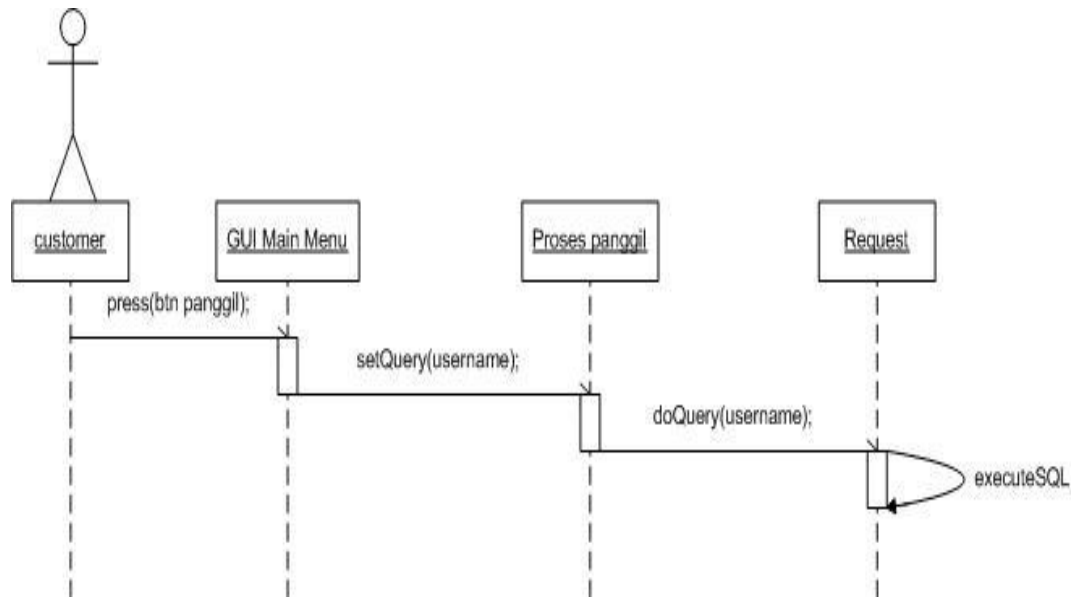 customer
GUI Main Menu
Proses panggil
Request
press(btn panggil);
setQuery(username);
doQuery(username);
executeSQL